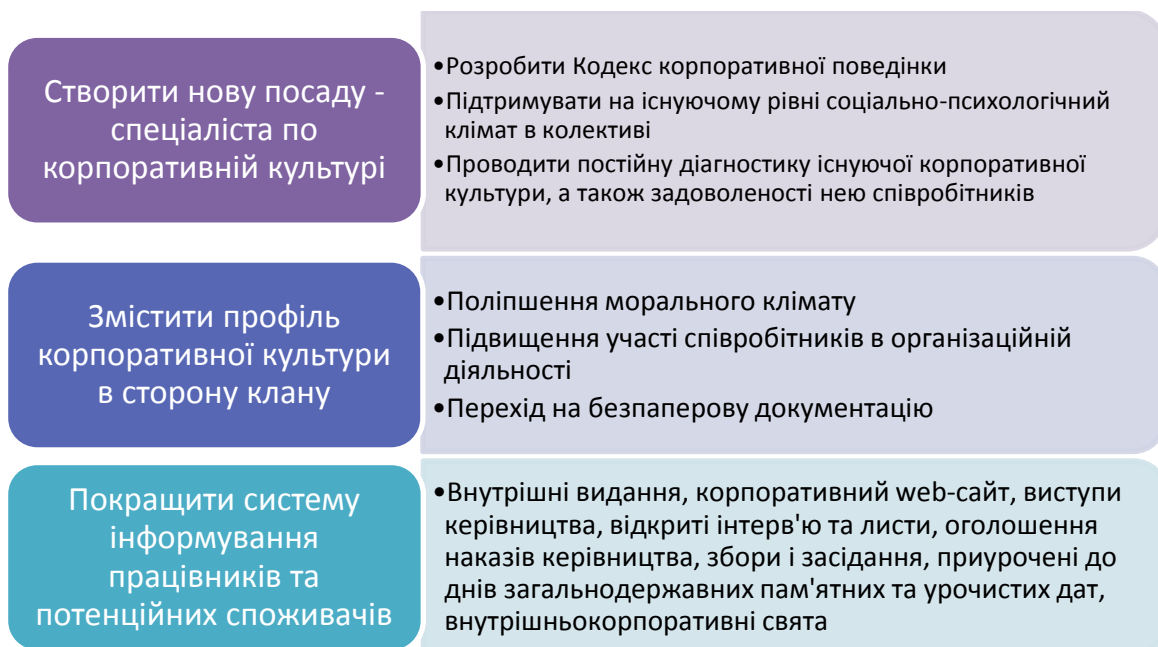 Створити нову посаду -
спеціаліста по
корпоративній культурі
•Розробити Кодекс корпоративної поведінки
•Підтримувати на існуючому рівні соціально-психологічний
клімат в колективі
•Проводити постійну діагностику існуючої корпоративної
культури, а також задоволеності нею співробітників
Змістити профіль
корпоративної культури
в сторону клану
•Поліпшення морального клімату
•Підвищення участі співробітників в організаційній
діяльності
•Перехід на безпаперову документацію
Покращити систему
інформування
працівників та
потенційних споживачів
•Внутрішні видання, корпоративний web-сайт, виступи
керівництва, відкриті інтерв'ю та листи, оголошення
наказів керівництва, збори і засідання, приурочені до
днів загальнодержавних пам'ятних та урочистих дат,
внутрішньокорпоративні свята